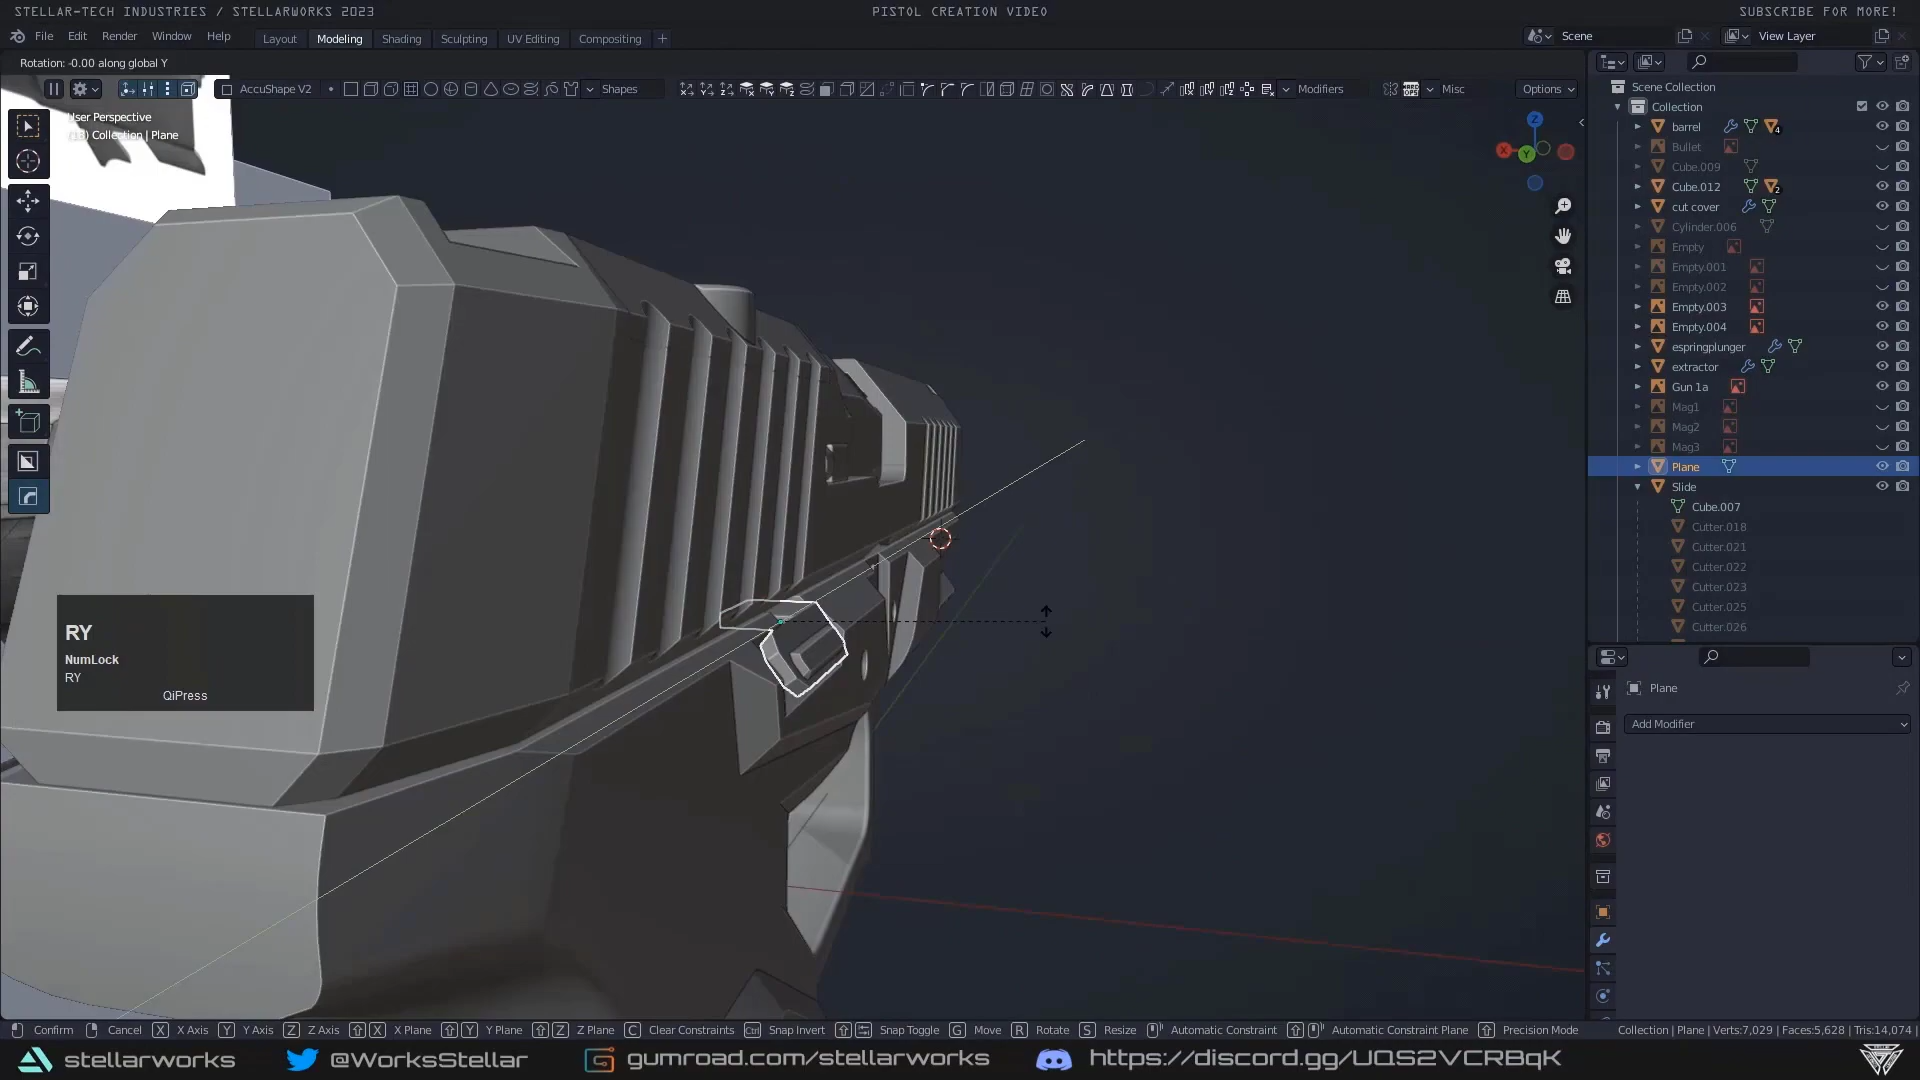 STELLAR-TECH INDUSTRIES / STELLARWORKS 2023
PISTOL CREATION VIDEO
SUBSCRIBE FOR MORE!
File Edit Render Window Help
Layout Modeling Shading Sculpting UV Editing Compositing +
Scene
View Layer
Rotation: -0.00 along global Y
AccuShape V2
Shapes
Modifiers
Misc
Options
User Perspective
(13) Collection | Plane
Z
X
Y
Scene Collection
Collection
barrel 4
Bullet
Cube.009
Cube.012 2
cut cover
Cylinder.006
Empty
Empty.001
Empty.002
Empty.003
Empty.004
espringplunger
extractor
Gun 1a
Mag1
Mag2
Mag3
Plane
Slide
Cube.007
Cutter.018
Cutter.021
Cutter.022
Cutter.023
Cutter.025
Cutter.026
RY
NumLock
RY
QiPress
Plane
Add Modifier
Confirm Cancel X X Axis Y Y Axis Z Z Axis X X Plane Y Y Plane Z Z Plane C Clear Constraints Ctrl Snap Invert Snap Toggle G Move R Rotate S Resize Automatic Constraint Automatic Constraint Plane Precision Mode
Collection | Plane | Verts:7,029 | Faces:5,628 | Tris:14,074 |
stellarworks @WorksStellar gumroad.com/stellarworks https://discord.gg/UQS2VCRBqK